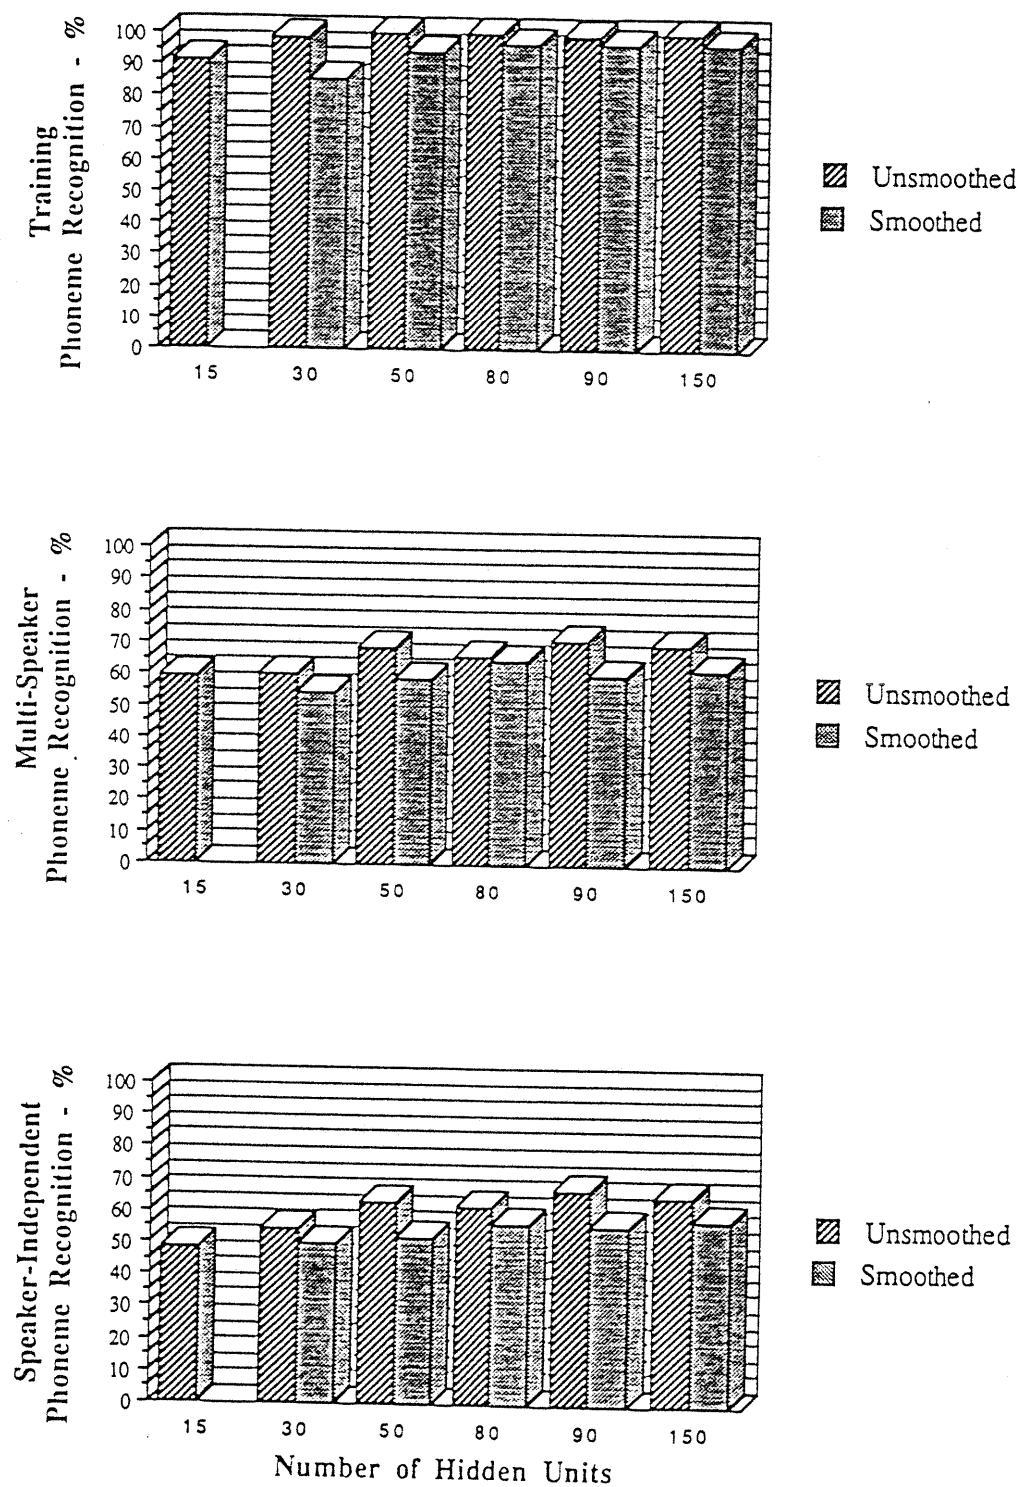 Training
Phoneme Recognition - %
100
90
80
70
60
50
40
30
20
10
0
15 30 50 80 90 150
Unsmoothed
Smoothed
Multi-Speaker
Phoneme Recognition - %
100
90
80
70
60
50
40
30
20
10
0
15 30 50 80 90 150
Unsmoothed
Smoothed
Speaker-Independent
Phoneme Recognition - %
100
90
80
70
60
50
40
30
20
10
0
15 30 50 80 90 150
Unsmoothed
Smoothed
Number of Hidden Units